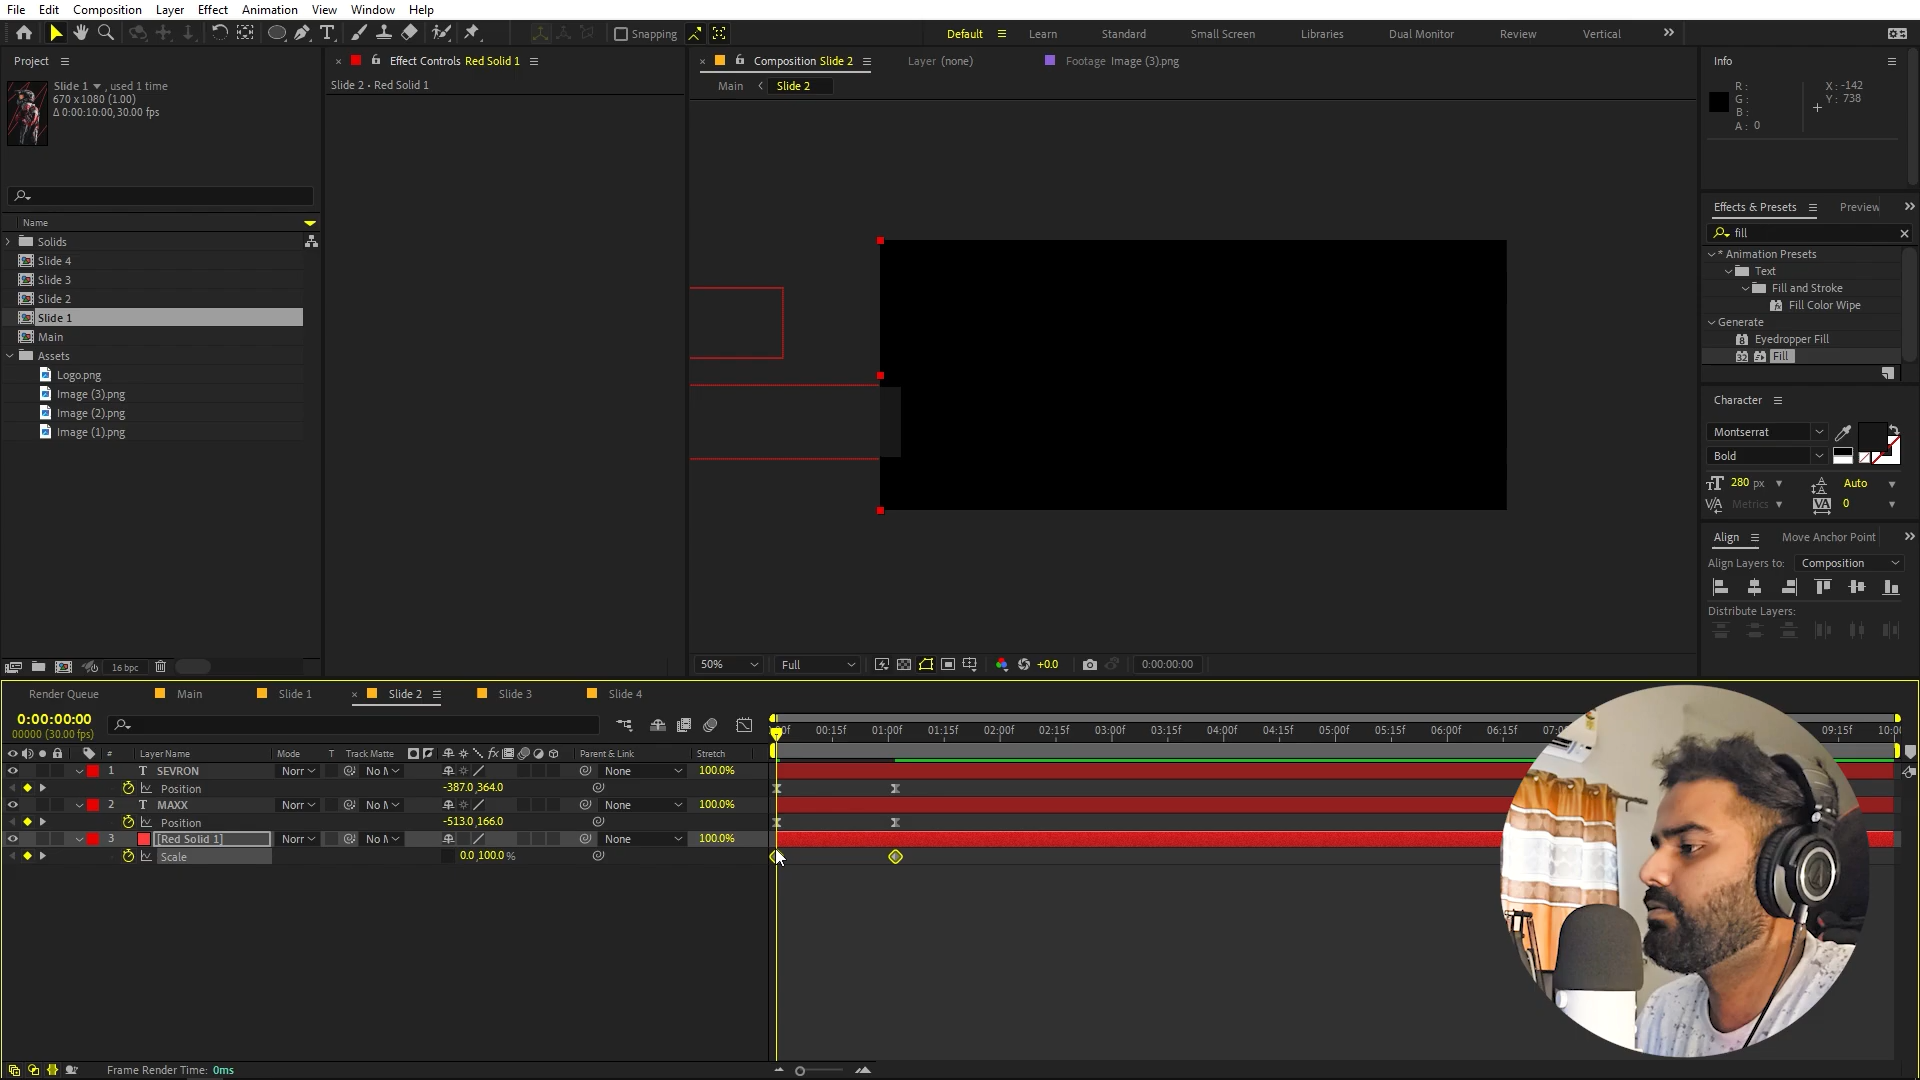 File Edit Composition Layer Effect Animation View Window Help
Snapping Default Learn Standard Small Screen Libraries Dual Monitor Review Vertical
Project
Slide 1 , used 1 time
670 x 1080 (1.00)
Δ 0:00:10:00, 30.00 fps
Name
Solids
Slide 4
Slide 3
Slide 2
Slide 1
Main
Assets
Logo.png
Image (3).png
Image (2).png
Image (1).png
16 bpc
Effect Controls Red Solid 1
Slide 2 • Red Solid 1
Composition Slide 2 Layer (none) Footage Image (3).png
Main Slide 2
50% Full +0.0 0:00:00:00
Info
R :
G :
B :
A : 0
X : -142
Y : 738
Effects & Presets Preview
fill
* Animation Presets
Text
Fill and Stroke
Fill Color Wipe
Generate
Eyedropper Fill
32 Fill
Character
Montserrat
Bold
280 px Auto
Metrics 0
Align Move Anchor Point
Align Layers to: Composition
Distribute Layers:
Render Queue Main Slide 1 Slide 2 Slide 3 Slide 4
0:00:00:00
00000 (30.00 fps)
00:15f 01:00f 01:15f 02:00f 02:15f 03:00f 03:15f 04:00f 04:15f 05:00f 05:15f 06:00f 06:15f 09:15f
# Layer Name Mode T Track Matte fx Parent & Link Stretch
1 T SEVRON Norr No M None 100.0%
Position -387.0,364.0
2 T MAXX Norr No M None 100.0%
Position -513.0,166.0
3 [Red Solid 1] Norr No M None 100.0%
Scale 0.0,100.0 %
Frame Render Time: 0ms